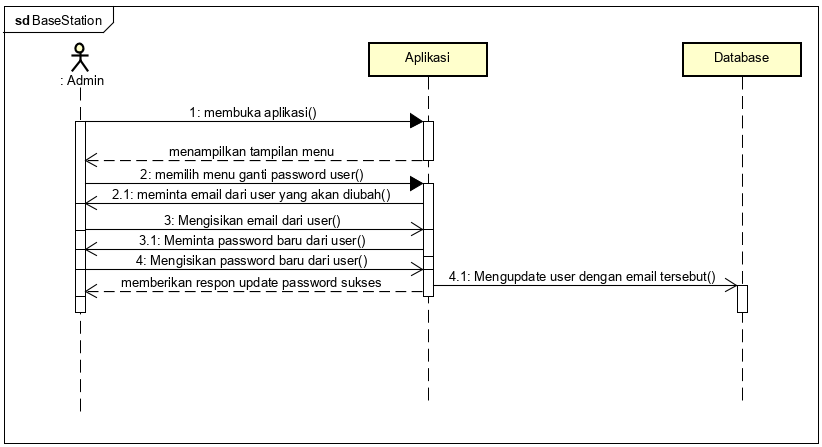 sd BaseStation
: Admin
Aplikasi
Database
1: membuka aplikasi()
menampilkan tampilan menu
2: memilih menu ganti password user()
2.1: meminta email dari user yang akan diubah()
3: Mengisikan email dari user()
3.1: Meminta password baru dari user()
4: Mengisikan password baru dari user()
4.1: Mengupdate user dengan email tersebut()
memberikan respon update password sukses